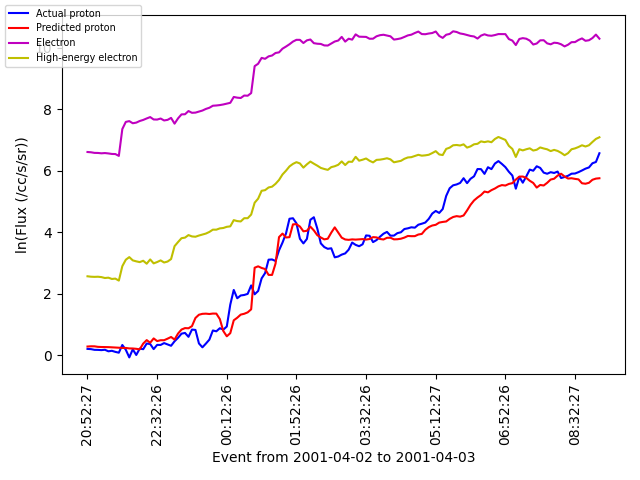 Actual proton
Predicted proton
Electron
High-energy electron
10
8
6
4
2
0
ln(Flux (/cc/s/sr))
20:52:27
22:32:26
00:12:26
01:52:26
03:32:26
05:12:27
06:52:26
08:32:27
Event from 2001-04-02 to 2001-04-03